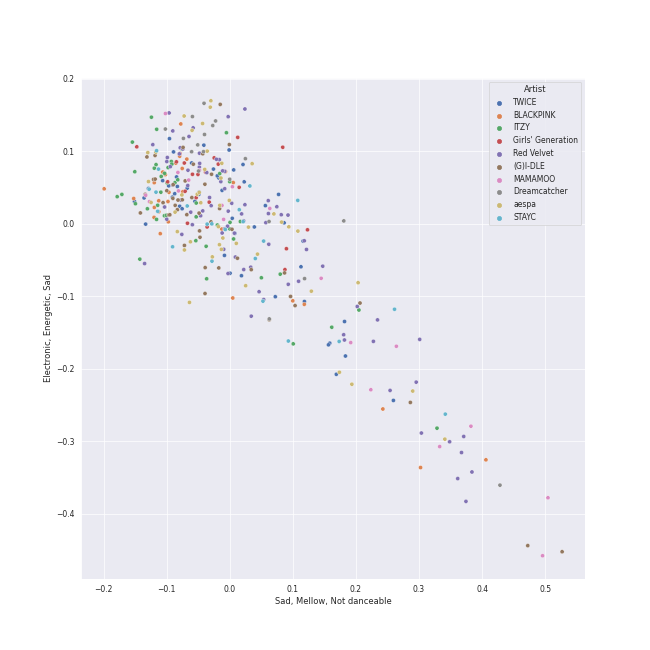 0.2
0.1
0.0
−0.1
−0.2
−0.3
−0.4
Electronic, Energetic, Sad
−0.2 −0.1 0.0 0.1 0.2 0.3 0.4 0.5
Sad, Mellow, Not danceable
Artist
TWICE
BLACKPINK
ITZY
Girls' Generation
Red Velvet
(G)I-DLE
MAMAMOO
Dreamcatcher
aespa
STAYC